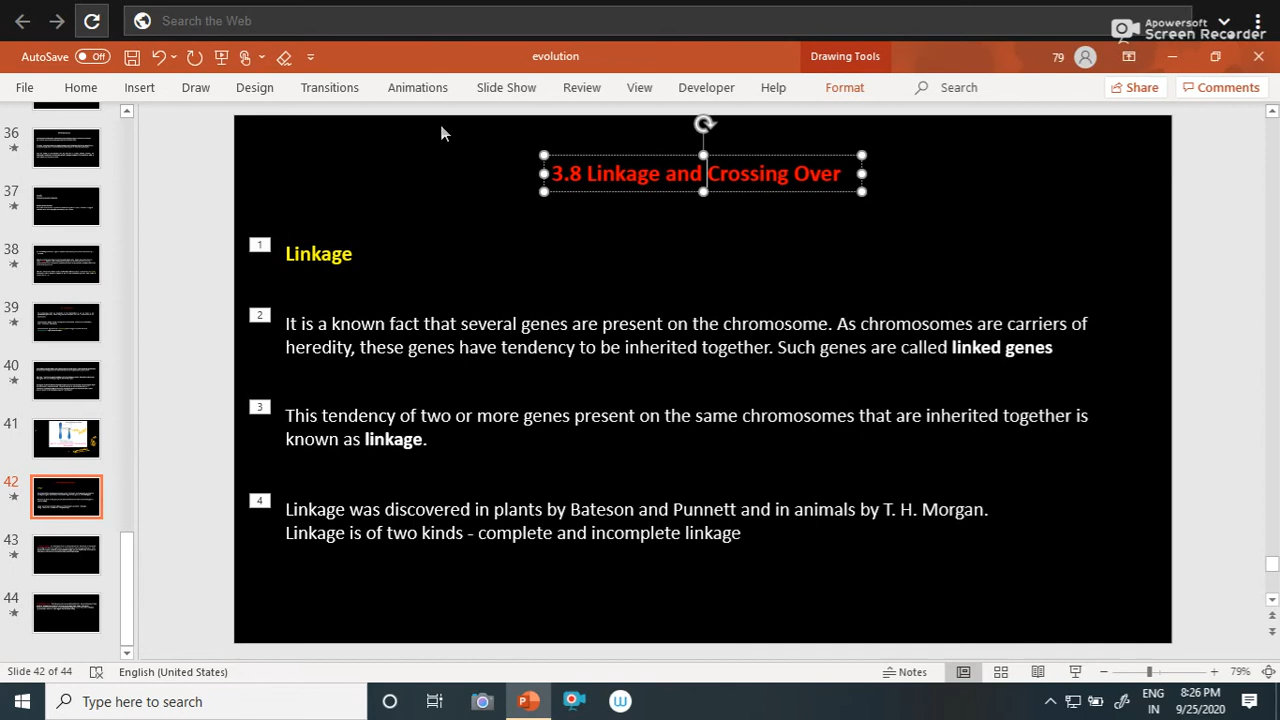 Search the Web
Apowersoft
Screen Recorder
AutoSave Off
evolution
Drawing Tools
79
File Home Insert Draw Design Transitions Animations Slide Show Review View Developer Help Format Search Share Comments
36
37
38
39
40
41
42
43
44
3.8 Linkage and Crossing Over
1
Linkage
2
It is a known fact that several genes are present on the chromosome. As chromosomes are carriers of
heredity, these genes have tendency to be inherited together. Such genes are called linked genes
3
This tendency of two or more genes present on the same chromosomes that are inherited together is
known as linkage.
4
Linkage was discovered in plants by Bateson and Punnett and in animals by T. H. Morgan.
Linkage is of two kinds - complete and incomplete linkage
Slide 42 of 44 English (United States) Notes 79%
Type here to search
ENG
IN
8:26 PM
9/25/2020